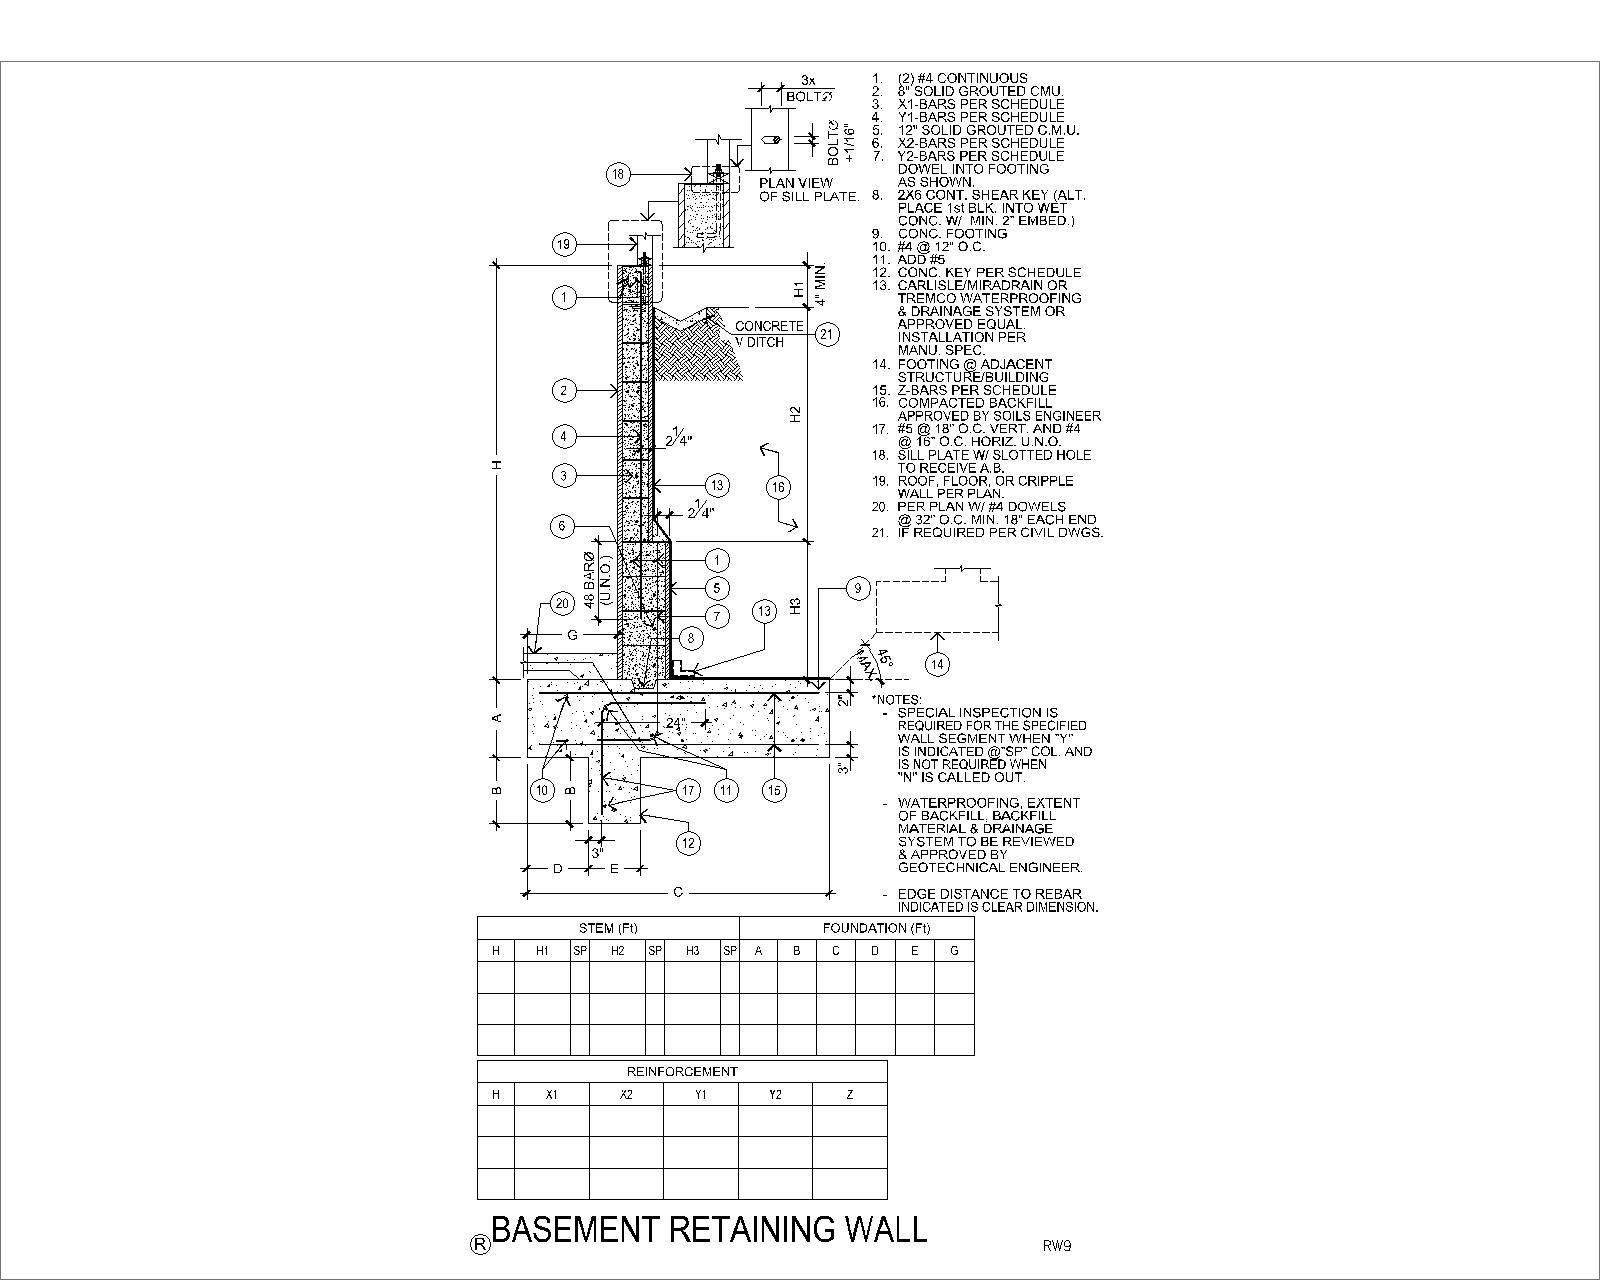 3x
BOLTØ
BOLTØ
+1/16"
PLAN VIEW
OF SILL PLATE.
18
19
1
H1
4" MIN.
CONCRETE
V DITCH
21
2
H2
4
2 1/4"
3
13
16
H
2 1/4"
6
48 BARØ
(U.N.O.)
1
5
9
20
7
13
H3
G
8
45°
MAX.
14
A
24"
2"
3"
B
10
B
17
11
15
12
3"
D
E
C
1. (2) #4 CONTINUOUS
2. 8" SOLID GROUTED CMU.
3. X1-BARS PER SCHEDULE
4. Y1-BARS PER SCHEDULE
5. 12" SOLID GROUTED C.M.U.
6. X2-BARS PER SCHEDULE
7. Y2-BARS PER SCHEDULE
DOWEL INTO FOOTING
AS SHOWN.
8. 2X6 CONT. SHEAR KEY (ALT.
PLACE 1st BLK. INTO WET
CONC. W/ MIN. 2" EMBED.)
9. CONC. FOOTING
10. #4 @ 12" O.C.
11. ADD #5
12. CONC. KEY PER SCHEDULE
13. CARLISLE/MIRADRAIN OR
TREMCO WATERPROOFING
& DRAINAGE SYSTEM OR
APPROVED EQUAL.
INSTALLATION PER
MANU. SPEC.
14. FOOTING @ ADJACENT
STRUCTURE/BUILDING
15. Z-BARS PER SCHEDULE
16. COMPACTED BACKFILL
APPROVED BY SOILS ENGINEER
17. #5 @ 18" O.C. VERT. AND #4
@ 16" O.C. HORIZ. U.N.O.
18. SILL PLATE W/ SLOTTED HOLE
TO RECEIVE A.B.
19. ROOF, FLOOR, OR CRIPPLE
WALL PER PLAN.
20. PER PLAN W/ #4 DOWELS
@ 32" O.C. MIN. 18" EACH END
21. IF REQUIRED PER CIVIL DWGS.
*NOTES:
- SPECIAL INSPECTION IS
REQUIRED FOR THE SPECIFIED
WALL SEGMENT WHEN "Y"
IS INDICATED @"SP" COL. AND
IS NOT REQUIRED WHEN
"N" IS CALLED OUT.
- WATERPROOFING, EXTENT
OF BACKFILL, BACKFILL
MATERIAL & DRAINAGE
SYSTEM TO BE REVIEWED
& APPROVED BY
GEOTECHNICAL ENGINEER.
- EDGE DISTANCE TO REBAR
INDICATED IS CLEAR DIMENSION.
STEM (Ft) FOUNDATION (Ft)
H H1 SP H2 SP H3 SP A B C D E G
REINFORCEMENT
H X1 X2 Y1 Y2 Z
R BASEMENT RETAINING WALL
RW9